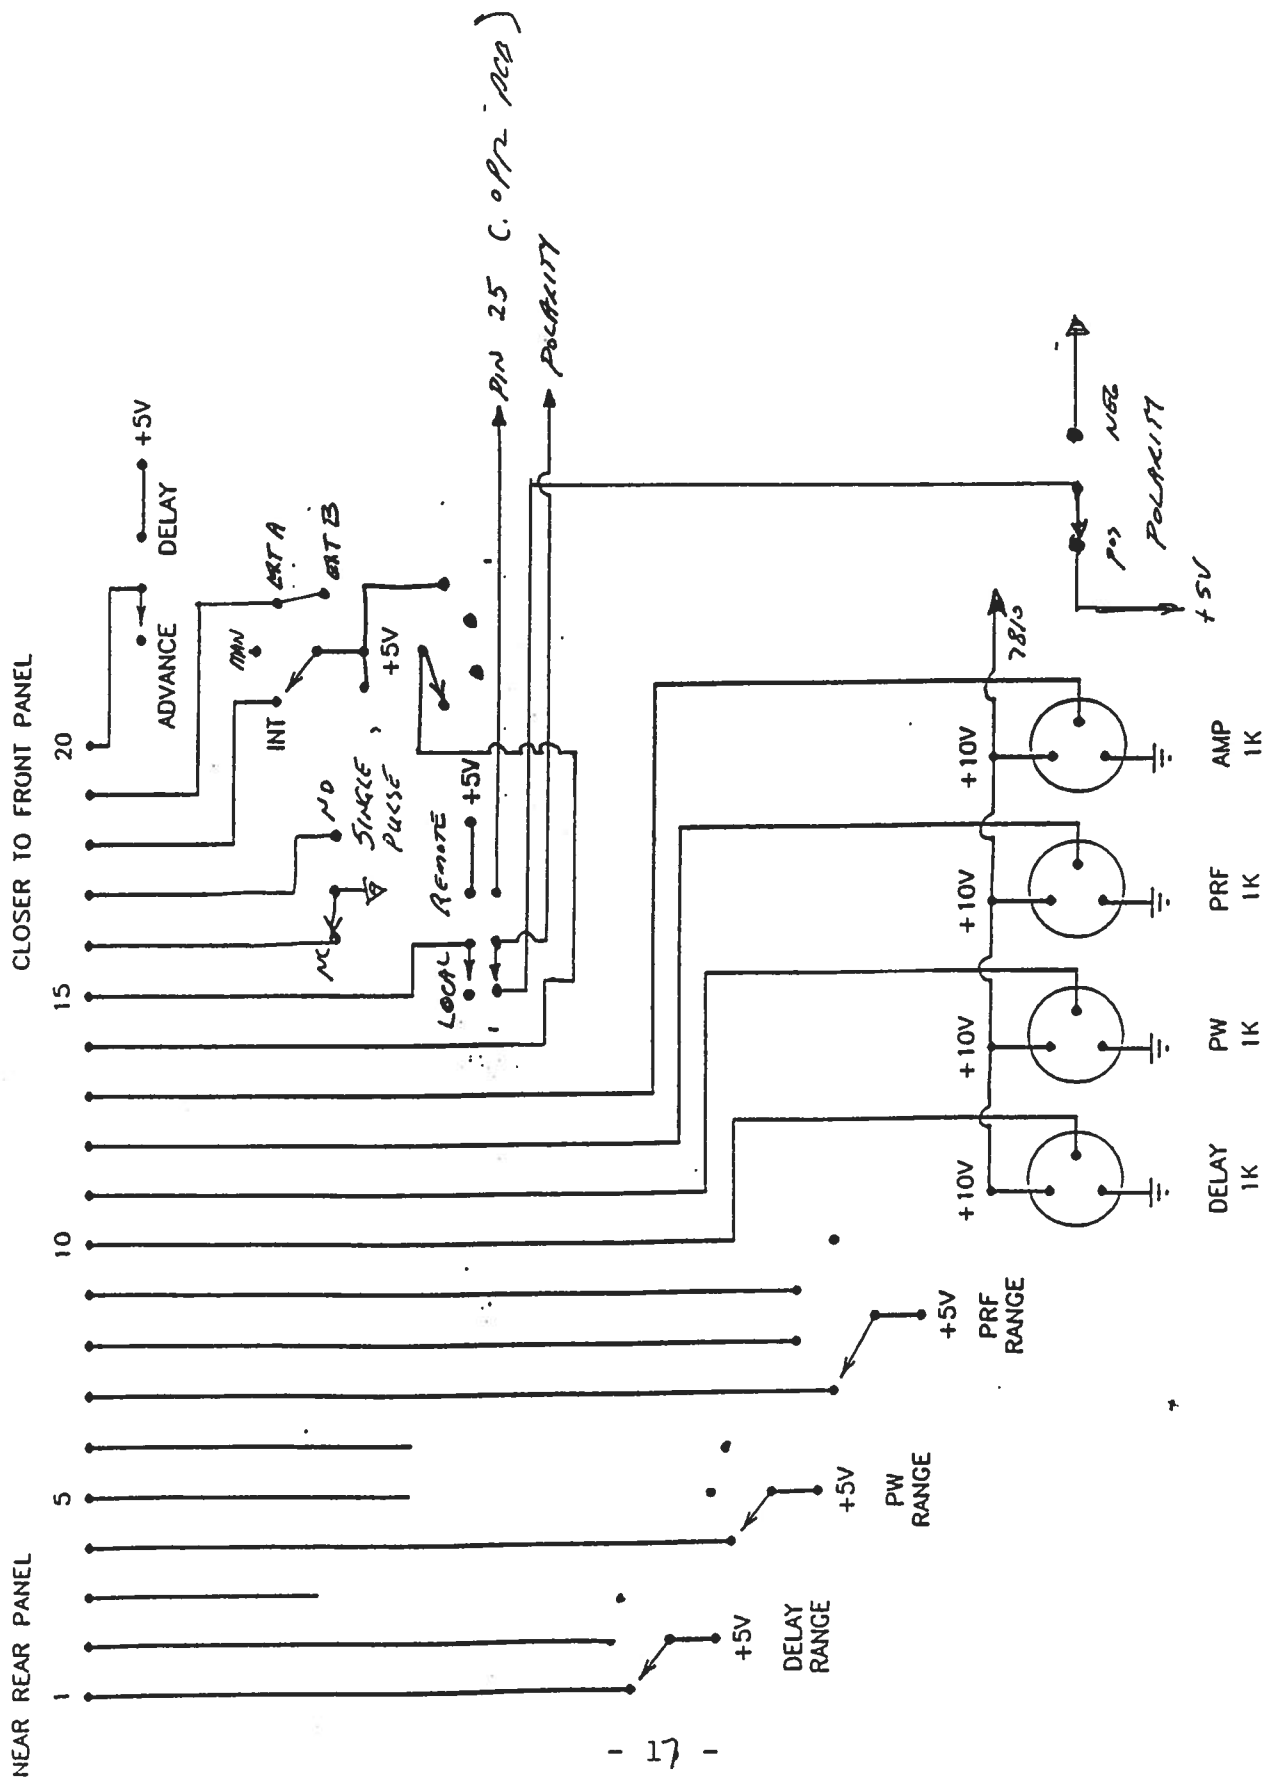 NEAR REAR PANEL
CLOSER TO FRONT PANEL
1
5
10
15
20
ADVANCE
DELAY
+5V
MAN
INT
EXT A
EXT B
+5V
NC
NO
SINGLE
PULSE
LOCAL
REMOTE
+5V
PIN 25
POLARITY
+5V
DELAY
RANGE
+5V
PW
RANGE
+5V
PRF
RANGE
+10V
+10V
+10V
+10V
7810
DELAY
1K
PW
1K
PRF
1K
AMP
1K
POS
NEG
POLARITY
+5V
- 17 -